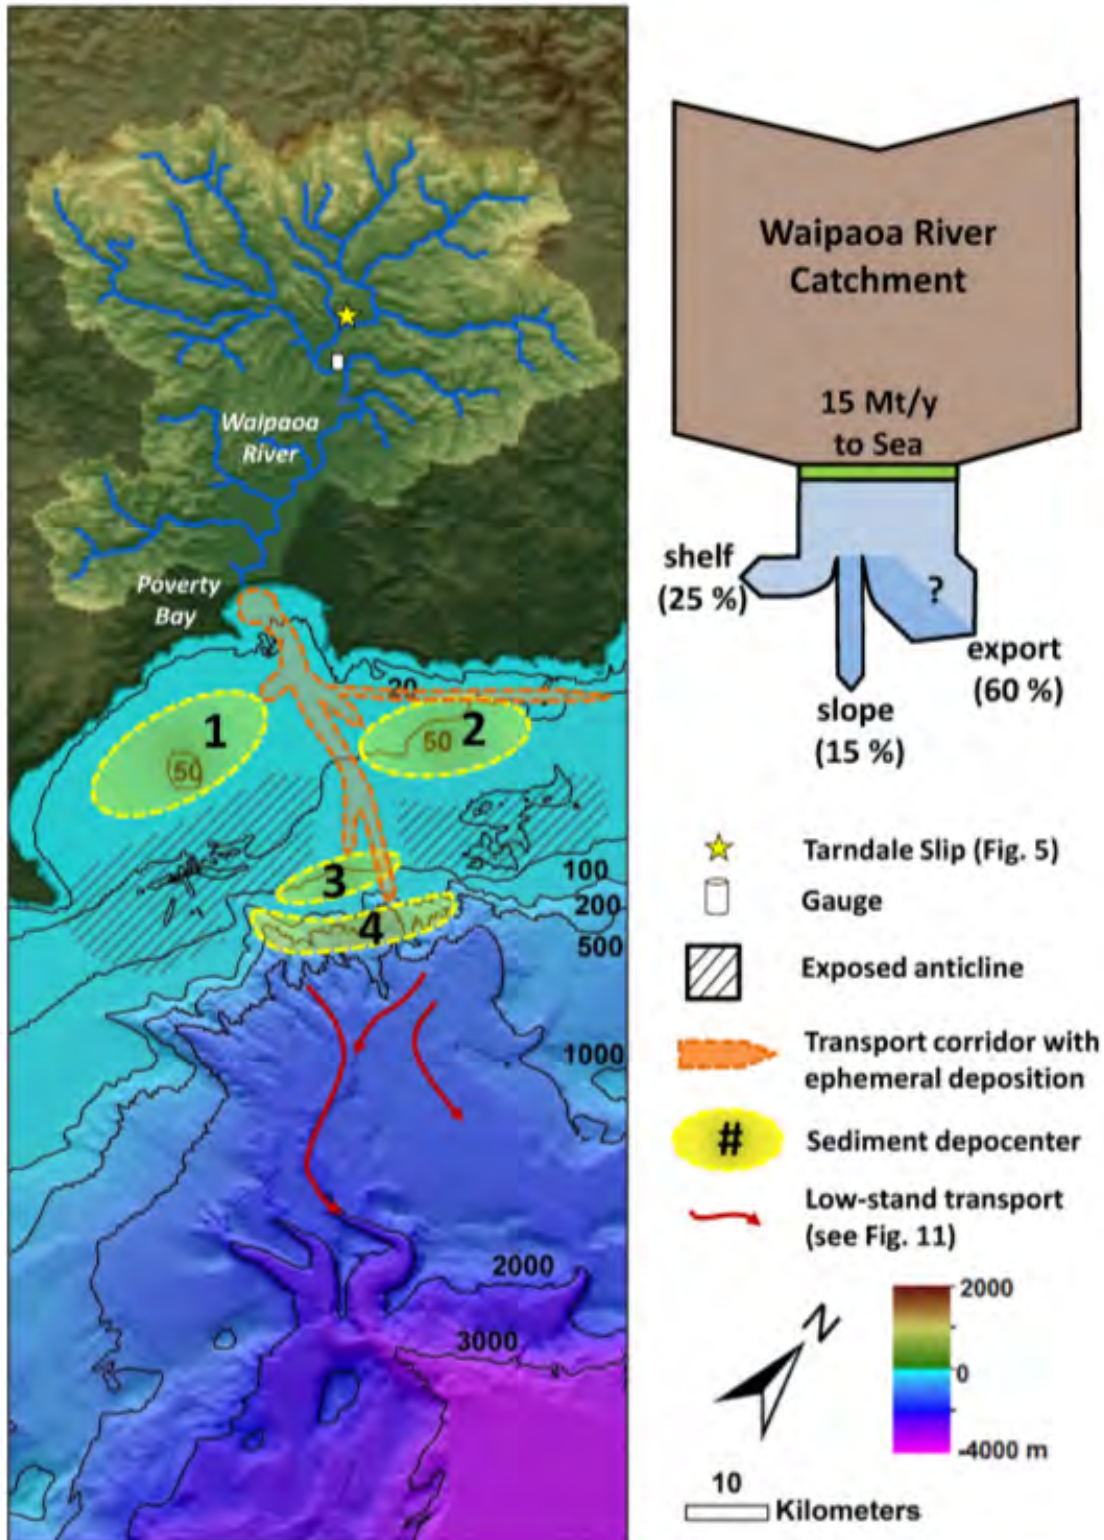 Waipaoa
River
Poverty
Bay
20
1
50
2
50
3
4
100
200
500
1000
2000
3000
Waipaoa River
Catchment
15 Mt/y
to Sea
shelf
(25 %)
?
export
(60 %)
slope
(15 %)
Tarndale Slip (Fig. 5)
Gauge
Exposed anticline
Transport corridor with
ephemeral deposition
#
Sediment depocenter
Low-stand transport
(see Fig. 11)
N
2000
0
-4000 m
10
Kilometers